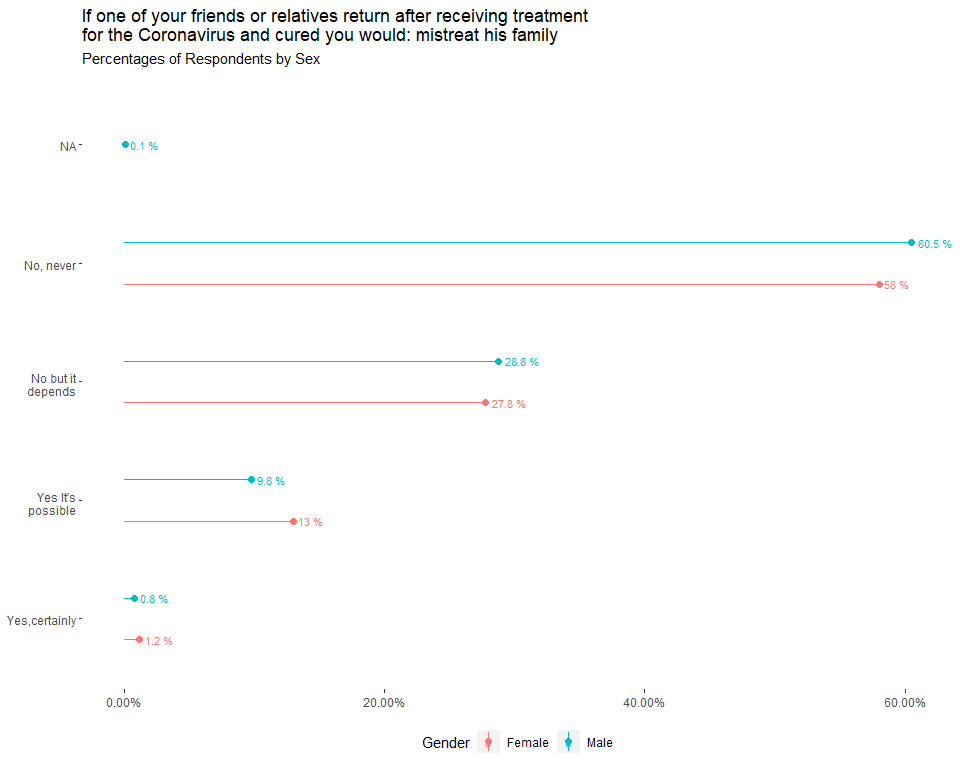 If one of your friends or relatives return after receiving treatment
for the Coronavirus and cured you would: mistreat his family
Percentages of Respondents by Sex
NA
0.1 %
60.5 %
No, never
58 %
28.8 %
No but it
depends
27.8 %
9.8 %
Yes It's
possible
13 %
0.8 %
Yes,certainly
1.2 %
0.00% 20.00% 40.00% 60.00%
Gender Female Male